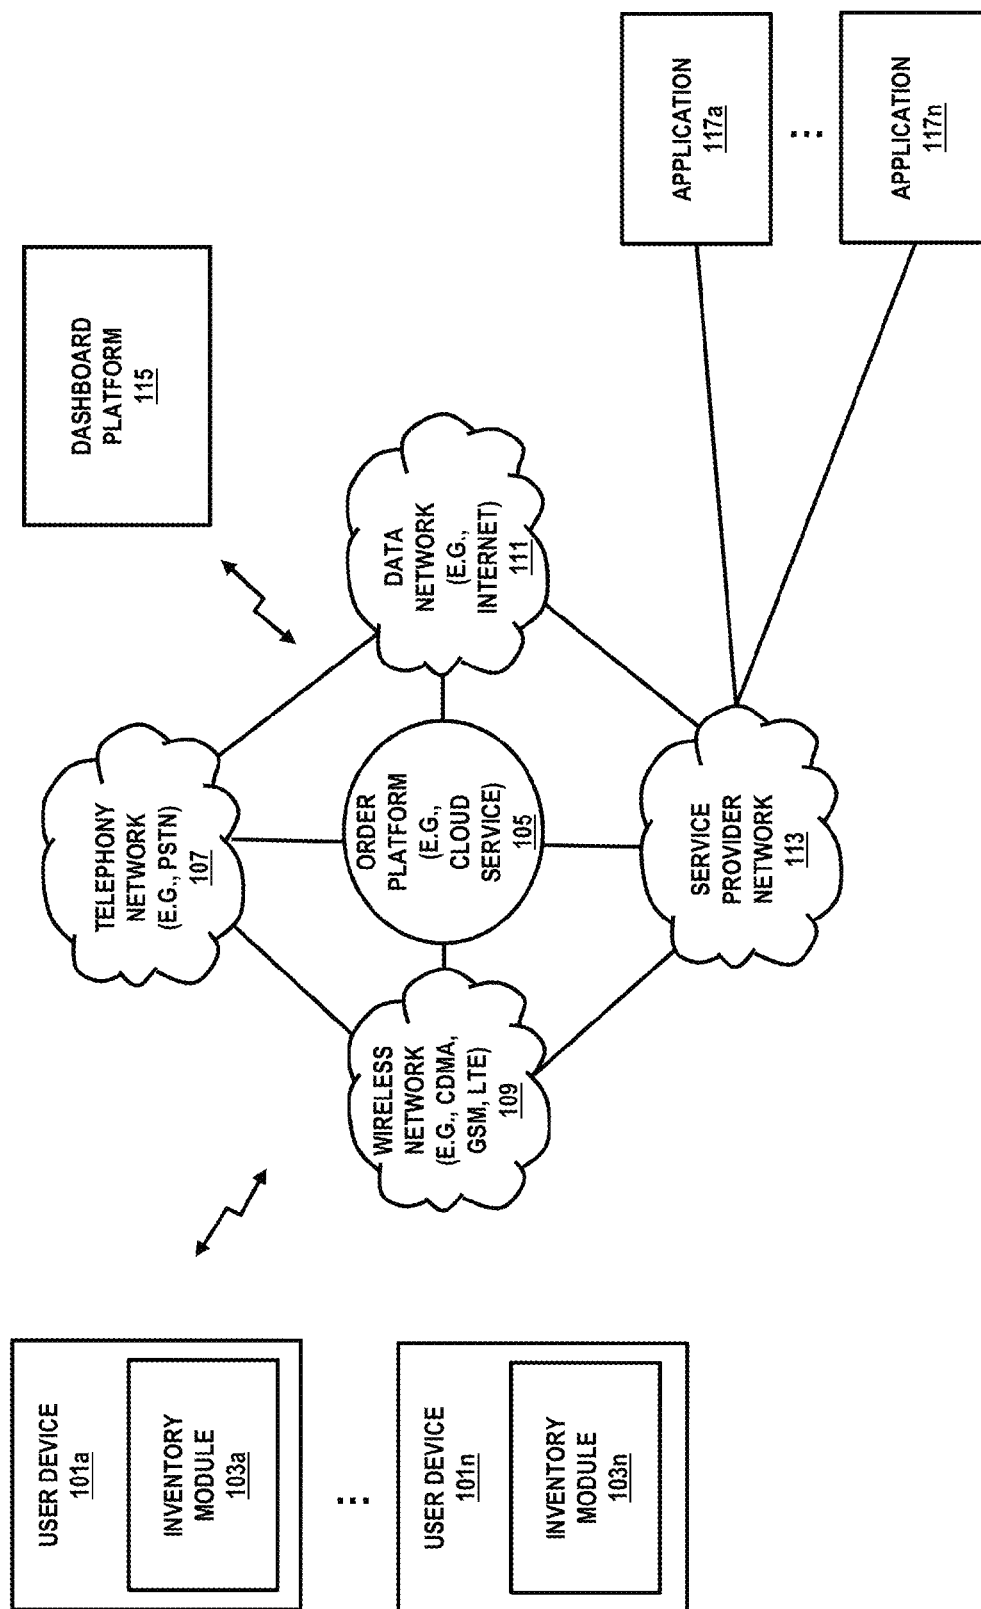 USER DEVICE
101a
INVENTORY
MODULE
103a
...
USER DEVICE
101n
INVENTORY
MODULE
103n
TELEPHONY
NETWORK
(E.G., PSTN)
107
WIRELESS
NETWORK
(E.G., CDMA,
GSM, LTE)
109
ORDER
PLATFORM
(E.G.,
CLOUD
SERVICE)
105
DATA
NETWORK
(E.G.,
INTERNET)
111
SERVICE
PROVIDER
NETWORK
113
DASHBOARD
PLATFORM
115
APPLICATION
117a
...
APPLICATION
117n